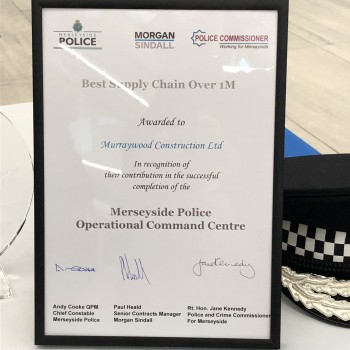 MERSEYSIDE
POLICE
MORGAN
SINDALL
POLICE COMMISSIONER
Working for Merseyside
Best Supply Chain Over 1M
Awarded to
Murraywood Construction Ltd
In recognition of
their contribution in the successful
completion of the
Merseyside Police
Operational Command Centre
Andy Cooke QPM
Chief Constable
Merseyside Police
Paul Heald
Senior Contracts Manager
Morgan Sindall
Rt. Hon. Jane Kennedy
Police and Crime Commissioner
For Merseyside